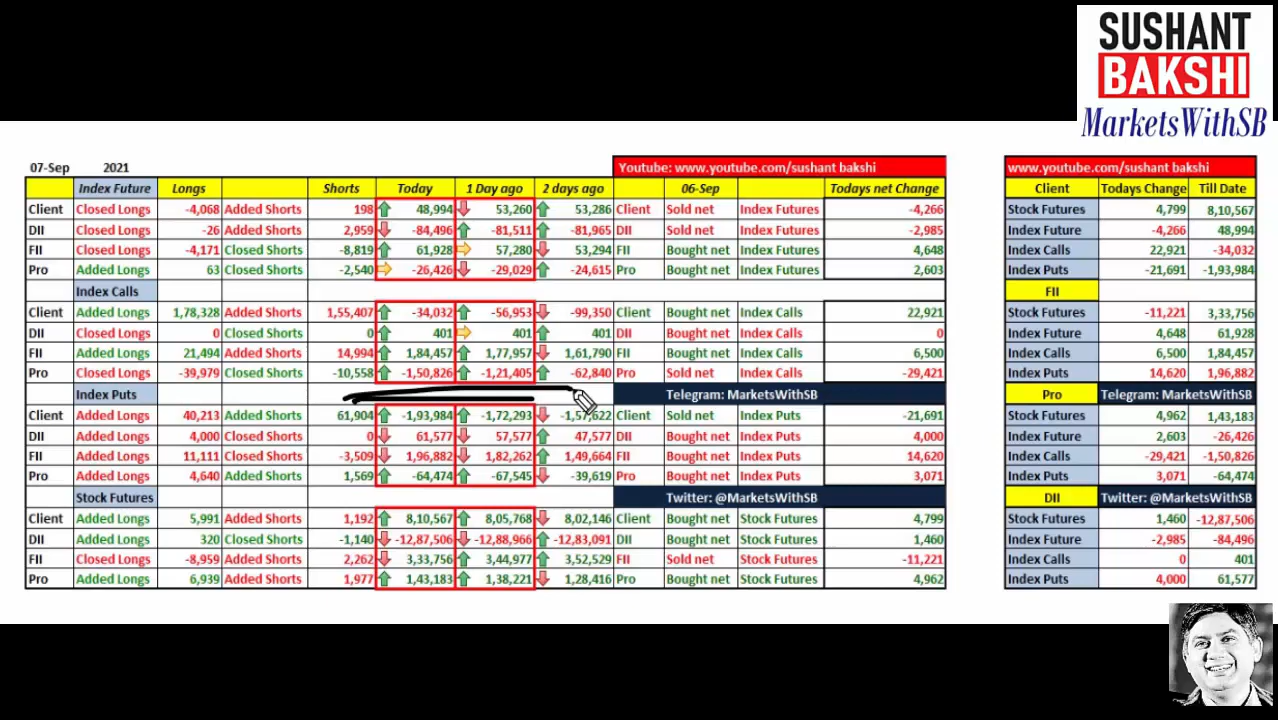 SUSHANT
BAKSHI
MarketsWithSB
07-Sep 2021 Youtube: www.youtube.com/sushant bakshi
Index Future Longs Shorts Today 1 Day ago 2 days ago 06-Sep Todays net Change
Client Closed Longs -4,068 Added Shorts 198 48,994 53,260 53,286 Client Sold net Index Futures -4,266
DII Closed Longs -26 Added Shorts 2,959 -84,496 -81,511 -81,965 DII Sold net Index Futures -2,985
FII Closed Longs -4,171 Closed Shorts -8,819 61,928 57,280 53,294 FII Bought net Index Futures 4,648
Pro Added Longs 63 Closed Shorts -2,540 -26,426 -29,029 -24,615 Pro Bought net Index Futures 2,603
Index Calls
Client Added Longs 1,78,328 Added Shorts 1,55,407 -34,032 -56,953 -99,350 Client Bought net Index Calls 22,921
DII Closed Longs 0 Closed Shorts 0 401 401 401 DII Bought net Index Calls 0
FII Added Longs 21,494 Added Shorts 14,994 1,84,457 1,77,957 1,61,790 FII Bought net Index Calls 6,500
Pro Closed Longs -39,979 Closed Shorts -10,558 -1,50,826 -1,21,405 -62,840 Pro Sold net Index Calls -29,421
Index Puts Telegram: MarketsWithSB
Client Added Longs 40,213 Added Shorts 61,904 -1,93,984 -1,72,293 -1,57,622 Client Sold net Index Puts -21,691
DII Added Longs 4,000 Closed Shorts 0 61,577 57,577 47,577 DII Bought net Index Puts 4,000
FII Added Longs 11,111 Closed Shorts -3,509 1,96,882 1,82,262 1,49,664 FII Bought net Index Puts 14,620
Pro Added Longs 4,640 Added Shorts 1,569 -64,474 -67,545 -39,619 Pro Bought net Index Puts 3,071
Stock Futures Twitter: @MarketsWithSB
Client Added Longs 5,991 Added Shorts 1,192 8,10,567 8,05,768 8,02,146 Client Bought net Stock Futures 4,799
DII Added Longs 320 Closed Shorts -1,140 -12,87,506 -12,88,966 -12,83,091 DII Bought net Stock Futures 1,460
FII Closed Longs -8,959 Added Shorts 2,262 3,33,756 3,44,977 3,52,529 FII Sold net Stock Futures -11,221
Pro Added Longs 6,939 Added Shorts 1,977 1,43,183 1,38,221 1,28,416 Pro Bought net Stock Futures 4,962
www.youtube.com/sushant bakshi
Client Todays Change Till Date
Stock Futures 4,799 8,10,567
Index Future -4,266 48,994
Index Calls 22,921 -34,032
Index Puts -21,691 -1,93,984
FII
Stock Futures -11,221 3,33,756
Index Future 4,648 61,928
Index Calls 6,500 1,84,457
Index Calls 14,620 1,96,882
Pro Telegram: MarketsWithSB
Stock Futures 4,962 1,43,183
Index Future 2,603 -26,426
Index Calls -29,421 -1,50,826
Index Puts 3,071 -64,474
DII Twitter: @MarketsWithSB
Stock Futures 1,460 -12,87,506
Index Future -2,985 -84,496
Index Calls 0 401
Index Puts 4,000 61,577